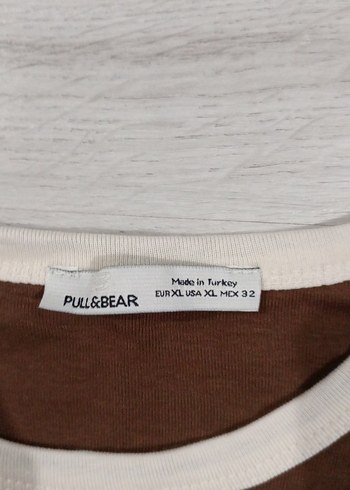 Made in Turkey
PULL&BEAR
EUR XL USA XL MEX 32